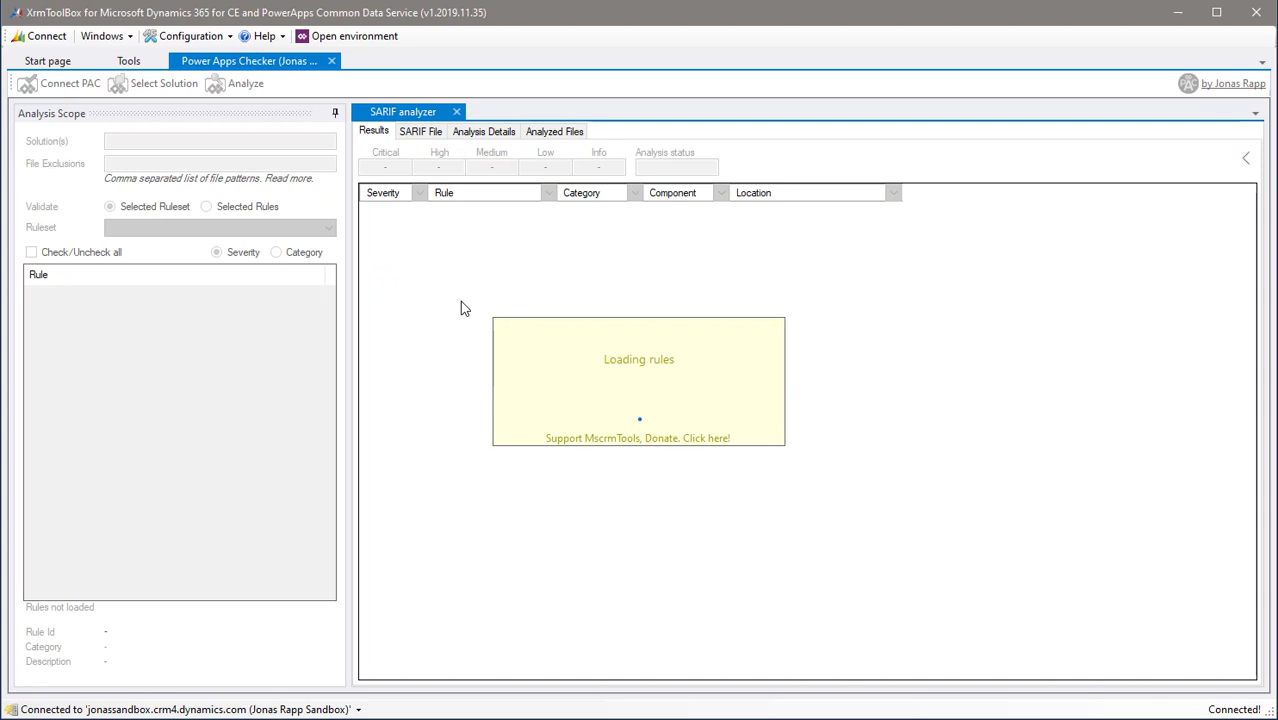 XrmToolBox for Microsoft Dynamics 365 for CE and PowerApps Common Data Service (v1.2019.11.35)
Connect Windows Configuration Help Open environment
Start page Tools Power Apps Checker (Jonas ...
Connect PAC Select Solution Analyze by Jonas Rapp
Analysis Scope
Solution(s)
File Exclusions
Comma separated list of file patterns. Read more.
Validate Selected Ruleset Selected Rules
Ruleset
Check/Uncheck all Severity Category
Rule
Rules not loaded
Rule Id -
Category -
Description -
SARIF analyzer
Results SARIF File Analysis Details Analyzed Files
Critical High Medium Low Info Analysis status
- - - - -
Severity Rule Category Component Location
Loading rules
Support MscrmTools, Donate. Click here!
Connected to 'jonassandbox.crm4.dynamics.com (Jonas Rapp Sandbox)' Connected!